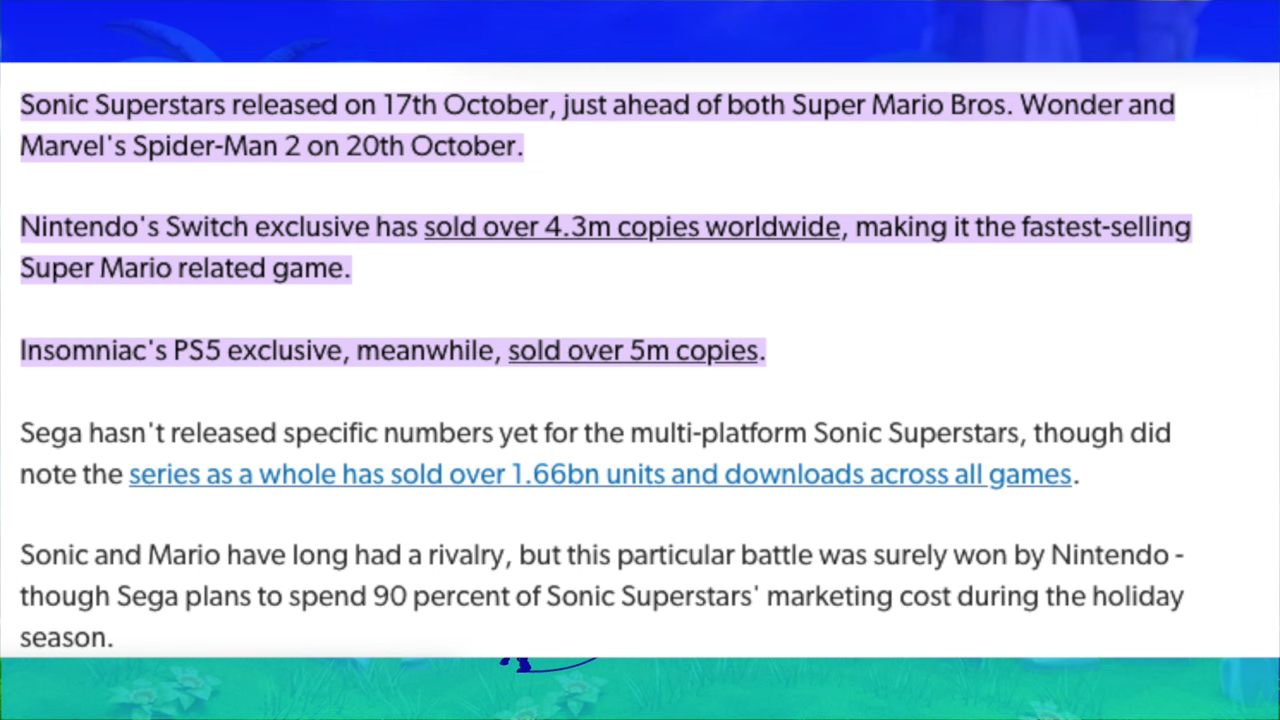 Sonic Superstars released on 17th October, just ahead of both Super Mario Bros. Wonder and
Marvel's Spider-Man 2 on 20th October.
Nintendo's Switch exclusive has sold over 4.3m copies worldwide, making it the fastest-selling
Super Mario related game.
Insomniac's PS5 exclusive, meanwhile, sold over 5m copies.
Sega hasn't released specific numbers yet for the multi-platform Sonic Superstars, though did
note the series as a whole has sold over 1.66bn units and downloads across all games.
Sonic and Mario have long had a rivalry, but this particular battle was surely won by Nintendo -
though Sega plans to spend 90 percent of Sonic Superstars' marketing cost during the holiday
season.